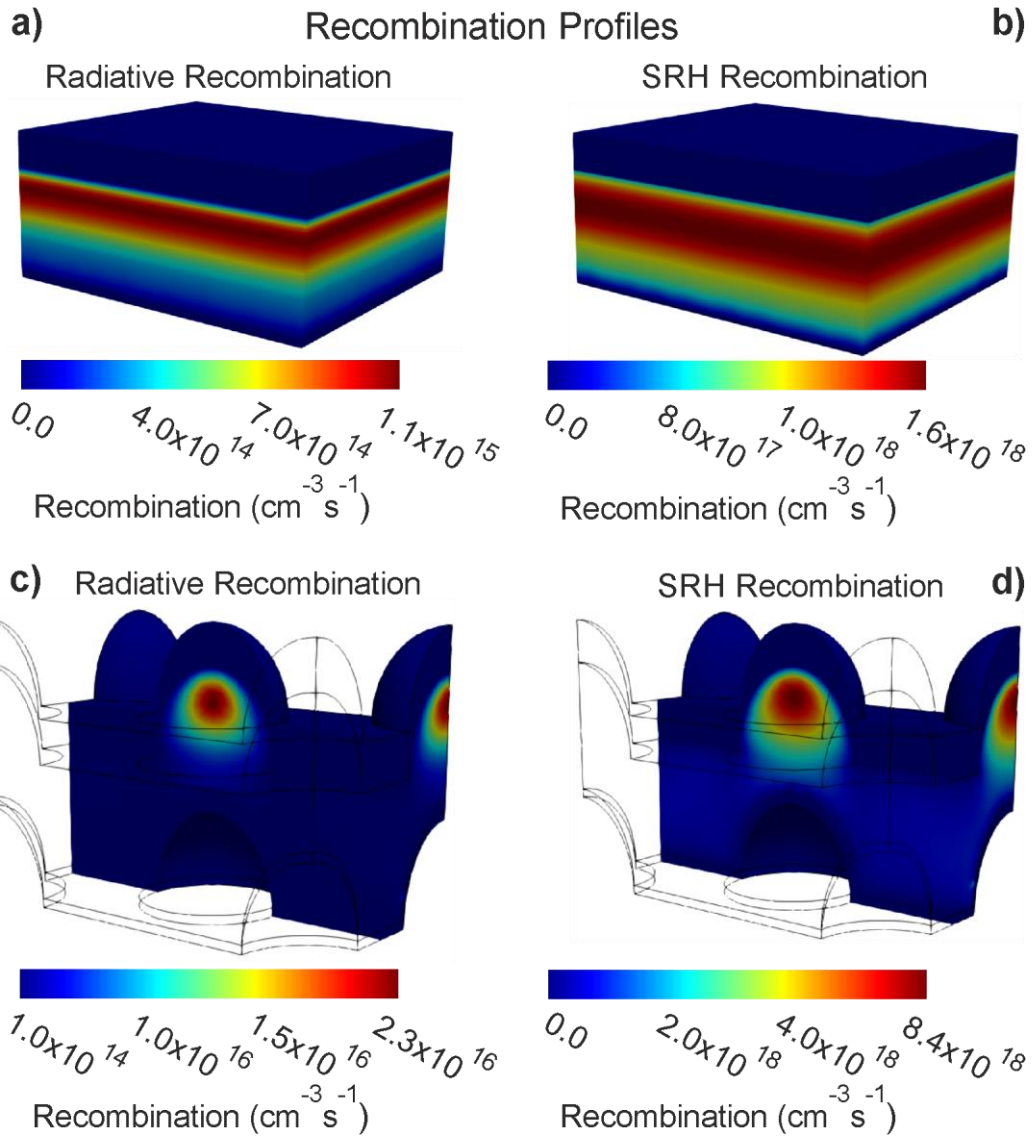 a) Recombination Profiles b)
Radiative Recombination SRH Recombination
0.0 4.0x10 14 7.0x10 14 1.1x10 15
0.0 8.0x10 17 1.0x10 18 1.6x10 18
Recombination (cm-3s-1) Recombination (cm-3s-1)
c) Radiative Recombination SRH Recombination d)
1.0x10 14 1.0x10 16 1.5x10 16 2.3x10 16
0.0 2.0x10 18 4.0x10 18 8.4x10 18
Recombination (cm-3s-1) Recombination (cm-3s-1)